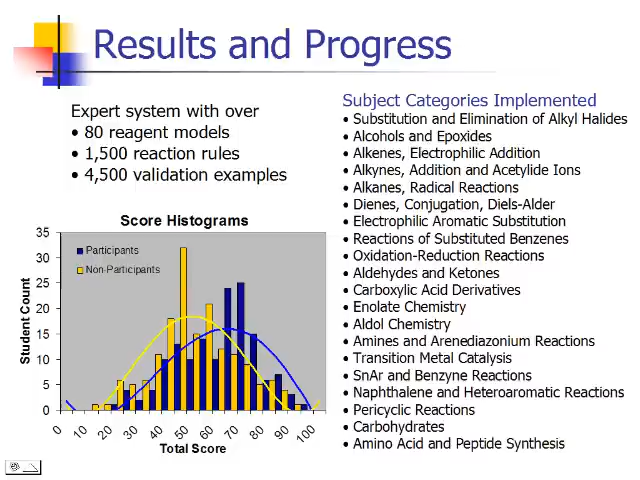 Results and Progress
Expert system with over
• 80 reagent models
• 1,500 reaction rules
• 4,500 validation examples
Score Histograms
Participants
Non-Participants
Student Count
35
30
25
20
15
10
5
0
0
10
20
30
40
50
60
70
80
90
100
Total Score
Subject Categories Implemented
• Substitution and Elimination of Alkyl Halides
• Alcohols and Epoxides
• Alkenes, Electrophilic Addition
• Alkynes, Addition and Acetylide Ions
• Alkanes, Radical Reactions
• Dienes, Conjugation, Diels-Alder
• Electrophilic Aromatic Substitution
• Reactions of Substituted Benzenes
• Oxidation-Reduction Reactions
• Aldehydes and Ketones
• Carboxylic Acid Derivatives
• Enolate Chemistry
• Aldol Chemistry
• Amines and Arenediazonium Reactions
• Transition Metal Catalysis
• SnAr and Benzyne Reactions
• Naphthalene and Heteroaromatic Reactions
• Pericyclic Reactions
• Carbohydrates
• Amino Acid and Peptide Synthesis